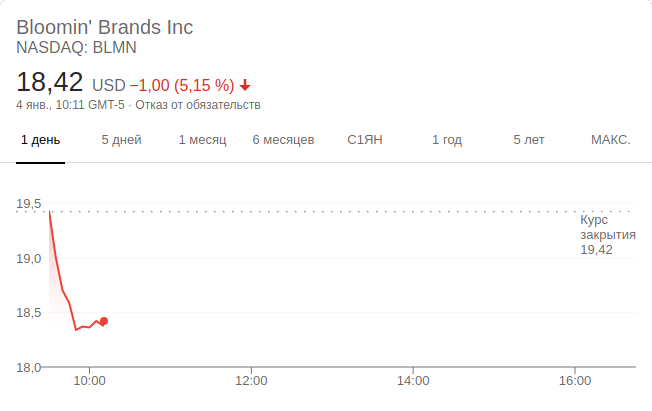 Bloomin' Brands Inc
NASDAQ: BLMN
18,42 USD −1,00 (5,15 %)
4 янв., 10:11 GMT-5 · Отказ от обязательств
1 день 5 дней 1 месяц 6 месяцев С1ЯН 1 год 5 лет МАКС.
19,5
Курс
закрытия
19,42
19,0
18,5
18,0
10:00 12:00 14:00 16:00